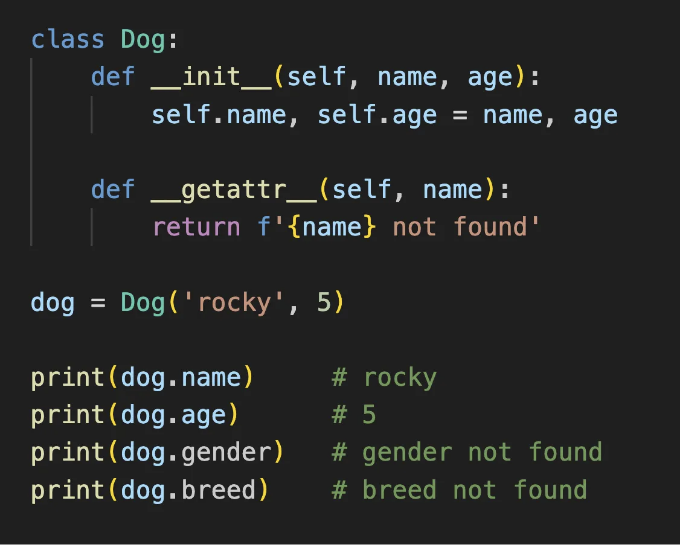 class Dog:
    def __init__(self, name, age):
        self.name, self.age = name, age

    def __getattr__(self, name):
        return f'{name} not found'

dog = Dog('rocky', 5)

print(dog.name)     # rocky
print(dog.age)      # 5
print(dog.gender)   # gender not found
print(dog.breed)    # breed not found